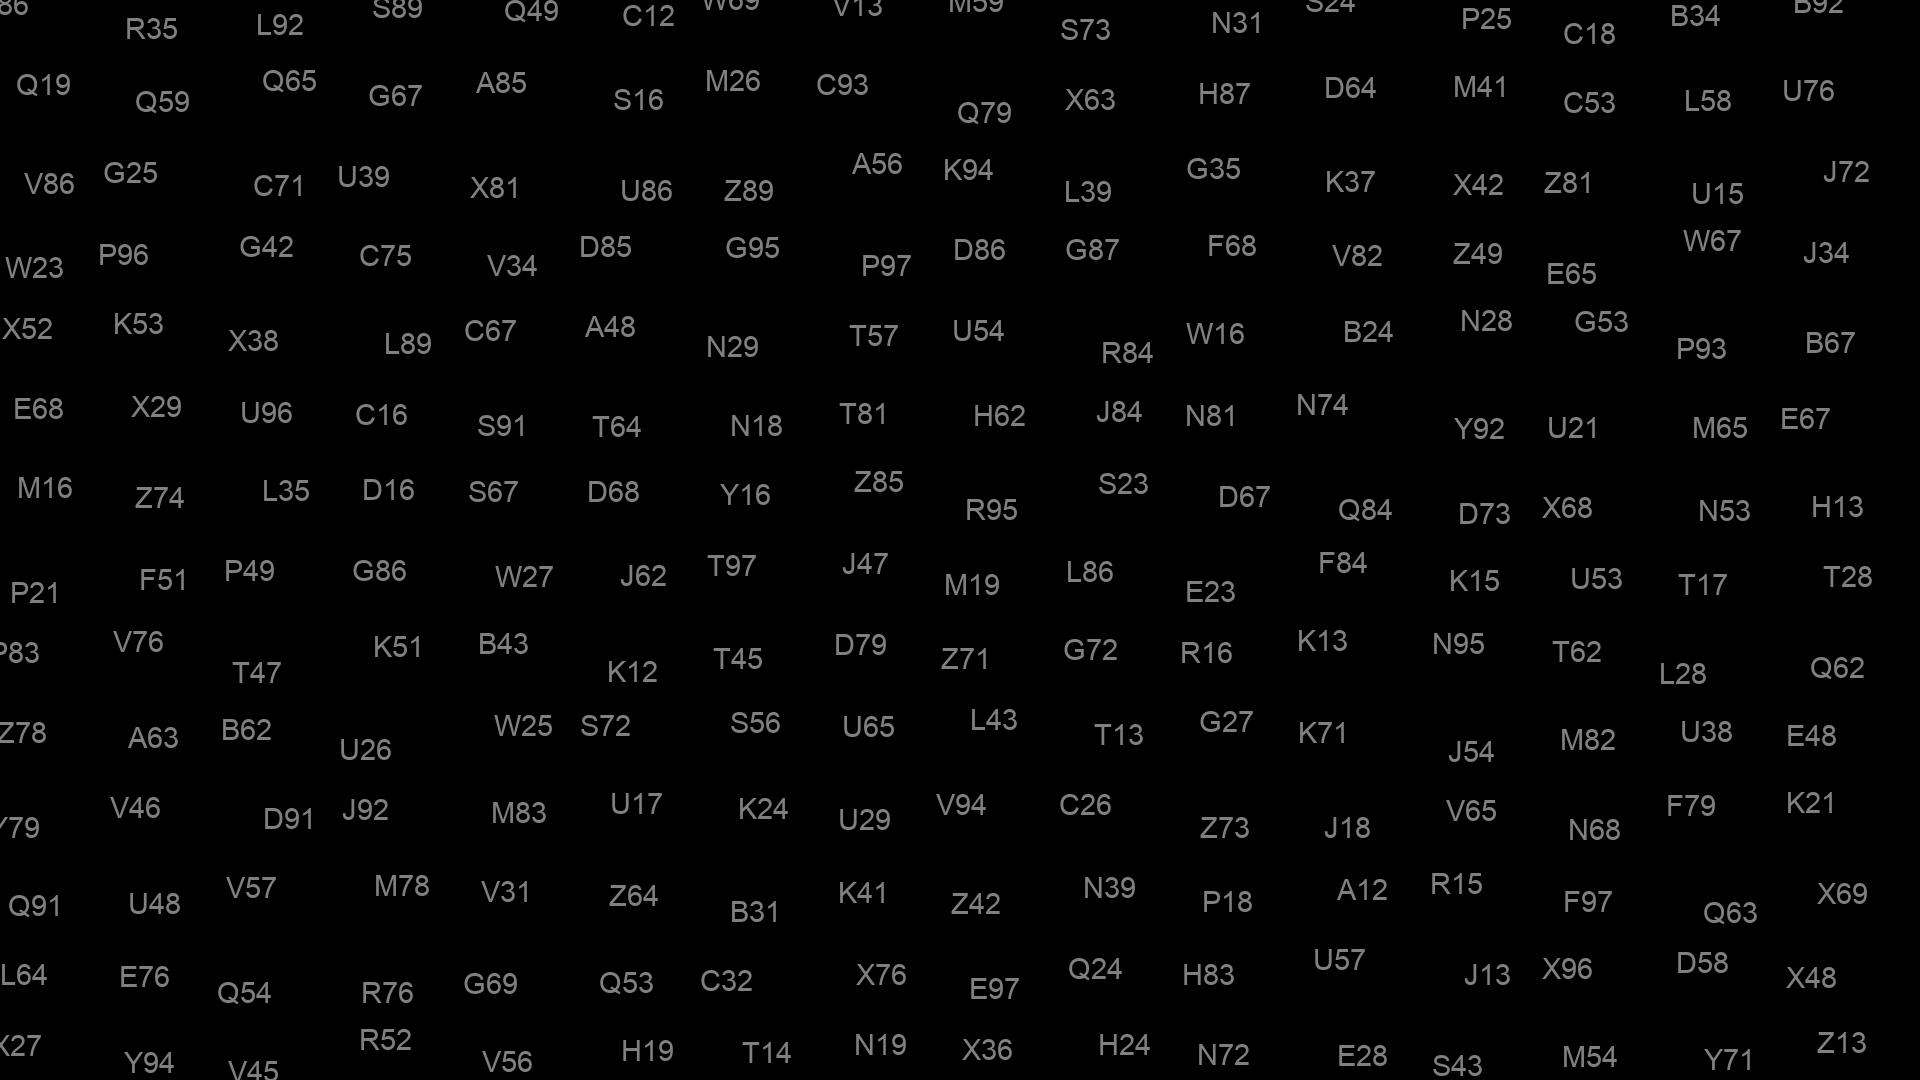 R35 L92 S89 Q49 C12 W69 V13 M59 S73 N31 S24 P25 C18 B34 B92
Q19 Q59 Q65 G67 A85 S16 M26 C93 Q79 X63 H87 D64 M41 C53 L58 U76
V86 G25 C71 U39 X81 U86 Z89 A56 K94 L39 G35 K37 X42 Z81 U15 J72
W23 P96 G42 C75 V34 D85 G95 P97 D86 G87 F68 V82 Z49 E65 W67 J34
X52 K53 X38 L89 C67 A48 N29 T57 U54 R84 W16 B24 N28 G53 P93 B67
E68 X29 U96 C16 S91 T64 N18 T81 H62 J84 N81 N74 Y92 U21 M65 E67
M16 Z74 L35 D16 S67 D68 Y16 Z85 R95 S23 D67 Q84 D73 X68 N53 H13
P21 F51 P49 G86 W27 J62 T97 J47 M19 L86 E23 F84 K15 U53 T17 T28
P83 V76 T47 K51 B43 K12 T45 D79 Z71 G72 R16 K13 N95 T62 L28 Q62
Z78 A63 B62 U26 W25 S72 S56 U65 L43 T13 G27 K71 J54 M82 U38 E48
Y79 V46 D91 J92 M83 U17 K24 U29 V94 C26 Z73 J18 V65 N68 F79 K21
Q91 U48 V57 M78 V31 Z64 B31 K41 Z42 N39 P18 A12 R15 F97 Q63 X69
L64 E76 Q54 R76 G69 Q53 C32 X76 E97 Q24 H83 U57 J13 X96 D58 X48
X27 Y94 V45 R52 V56 H19 T14 N19 X36 H24 N72 E28 S43 M54 Y71 Z13